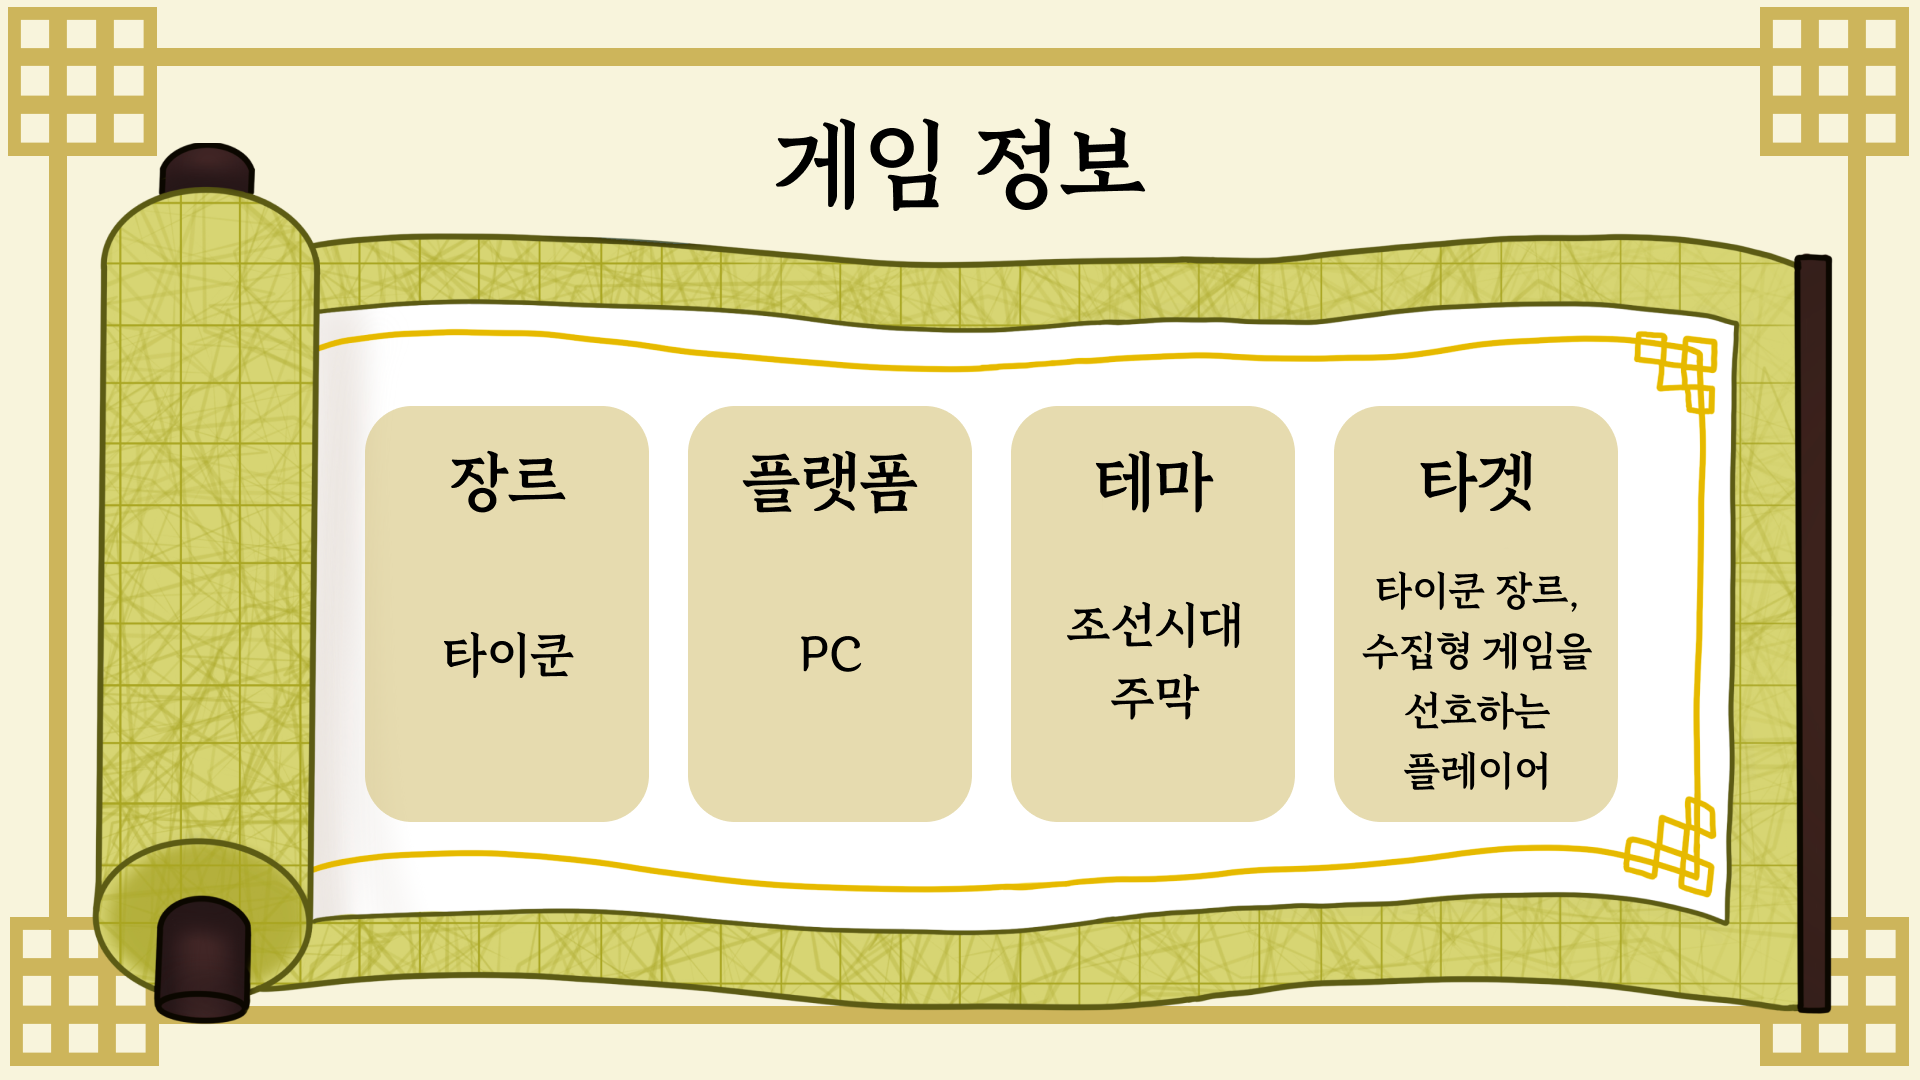 게임 정보
장르
타이쿤
플랫폼
PC
테마
조선시대
주막
타겟
타이쿤 장르,
수집형 게임을
선호하는
플레이어